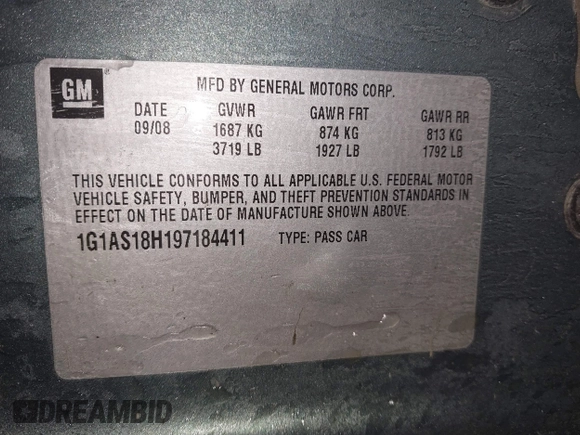 GM ® MFD BY GENERAL MOTORS CORP.
DATE GVWR GAWR FRT GAWR RR
09/08 1687 KG 874 KG 813 KG
3719 LB 1927 LB 1792 LB
THIS VEHICLE CONFORMS TO ALL APPLICABLE U.S. FEDERAL MOTOR
VEHICLE SAFETY, BUMPER, AND THEFT PREVENTION STANDARDS IN
EFFECT ON THE DATE OF MANUFACTURE SHOWN ABOVE.
1G1AS18H197184411 TYPE: PASS CAR
DREAMBID